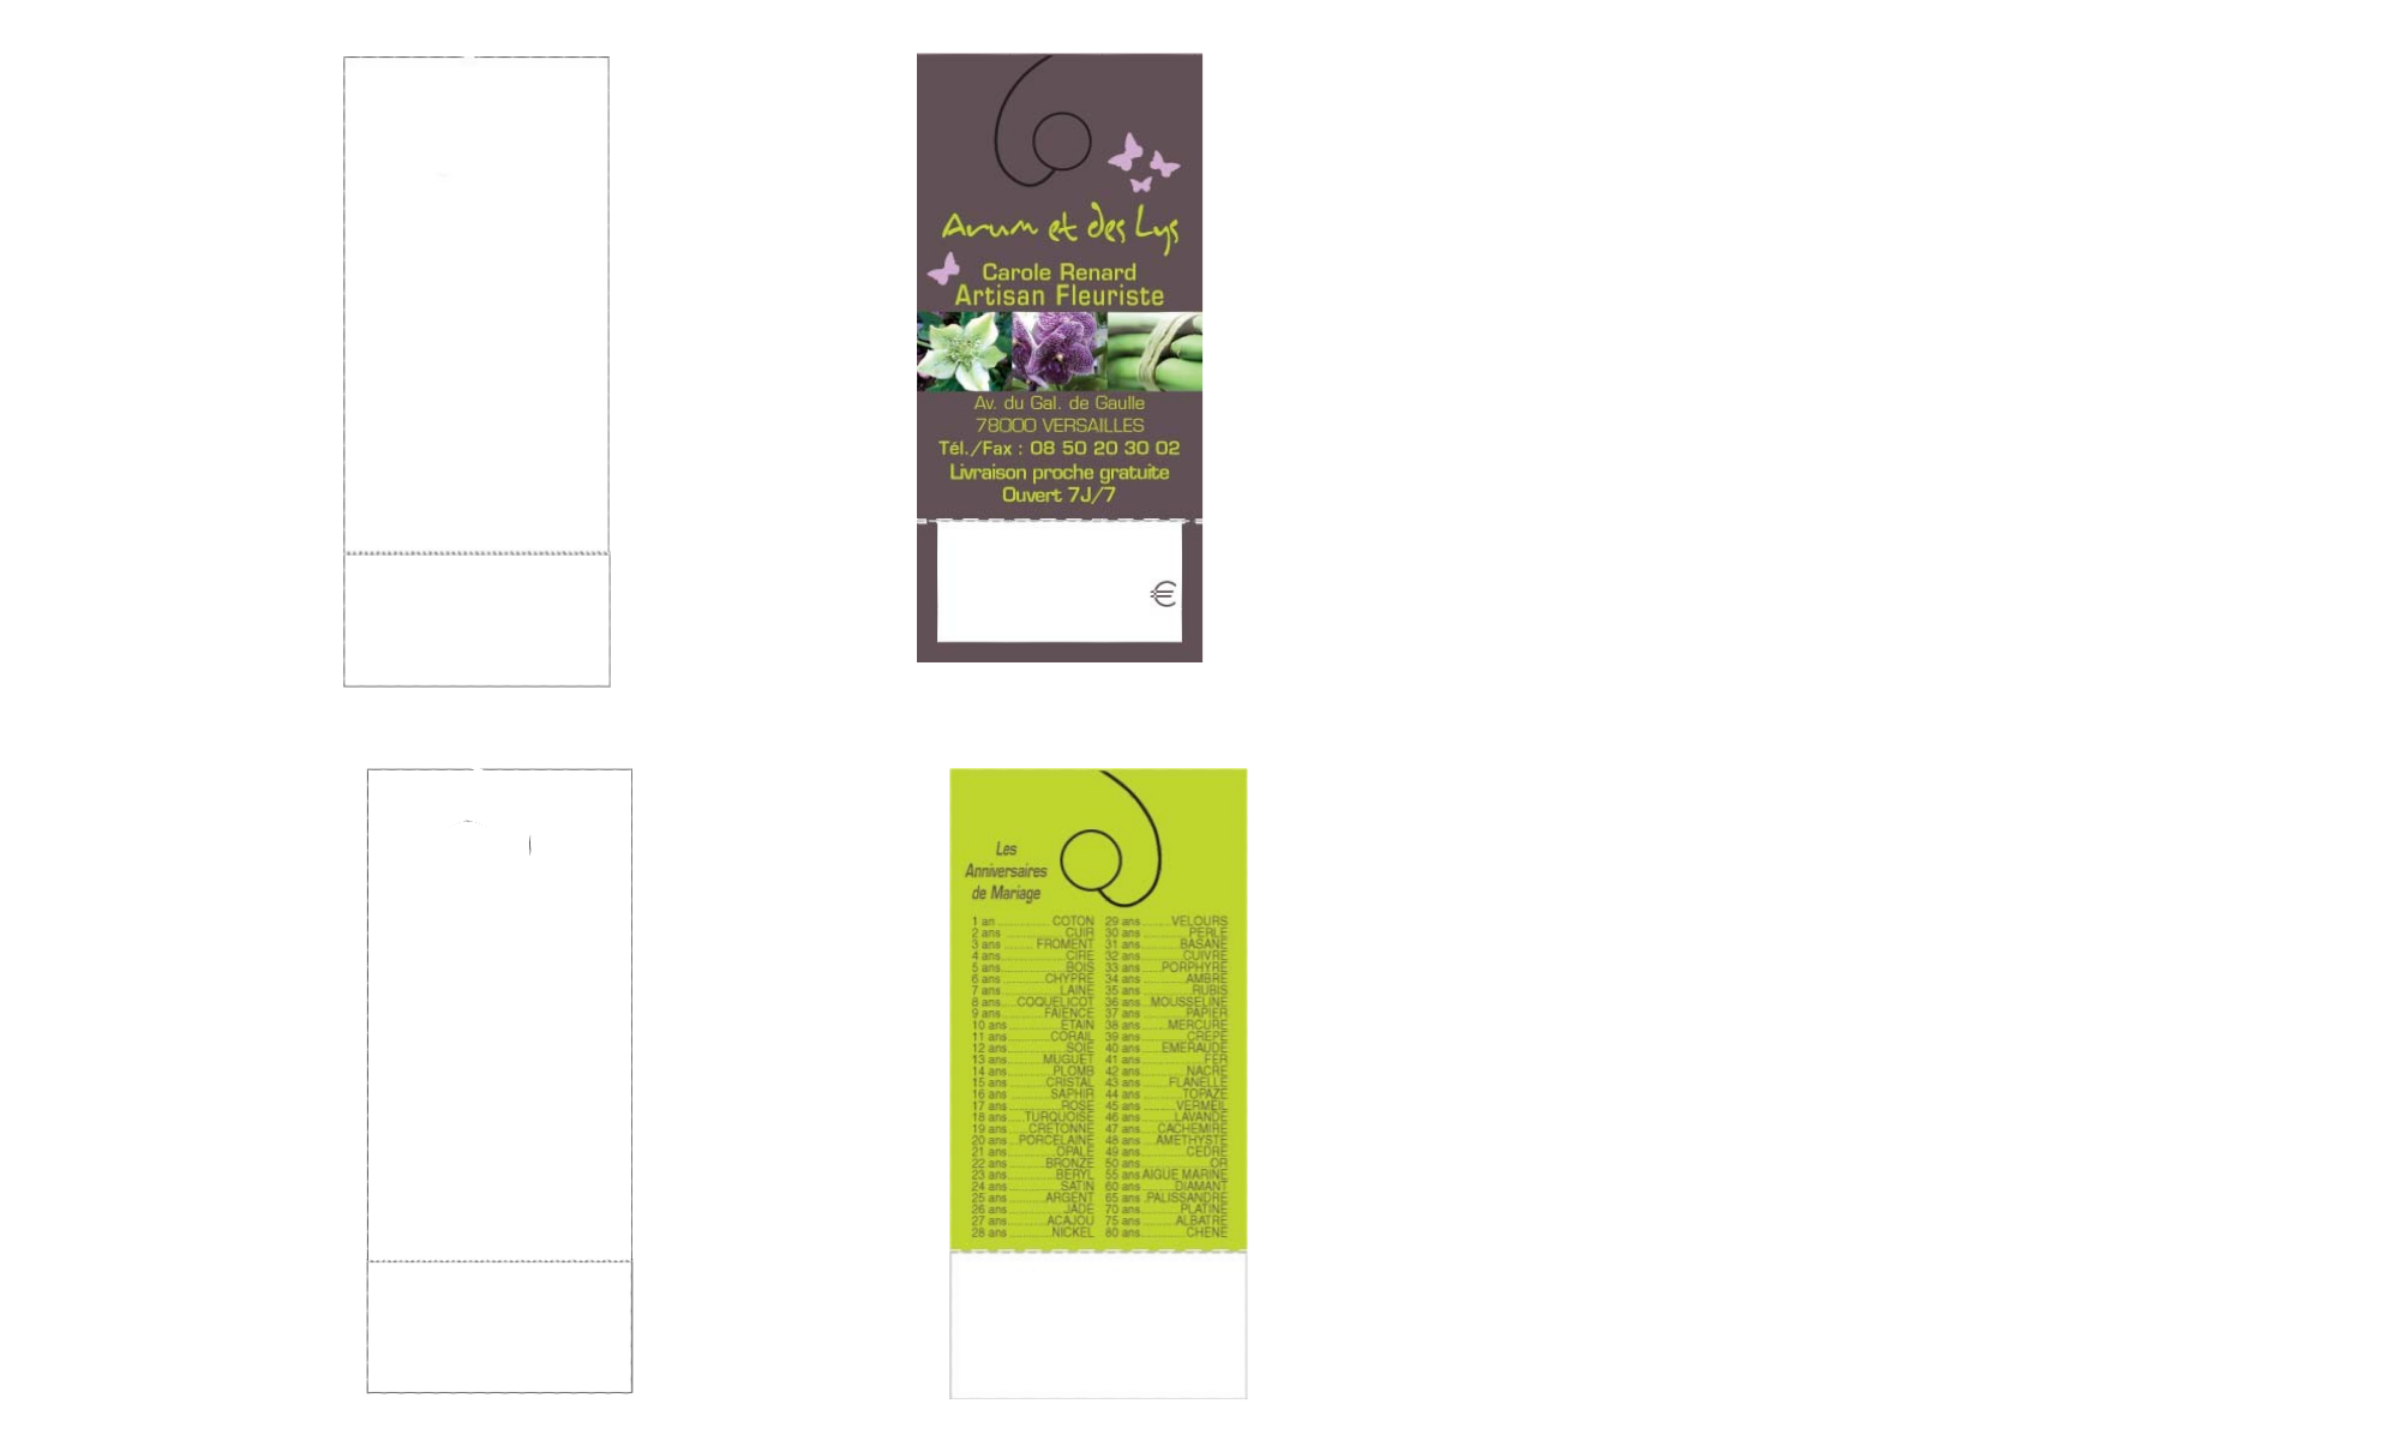 Arum et des Lys
Carole Renard
Artisan Fleuriste
Av. du Gal. de Gaulle
78000 VERSAILLES
Tél./Fax : 08 50 20 30 02
Livraison proche gratuite
Ouvert 7J/7
€
Les
Anniversaires
de Mariage
1 an ............... COTON
2 ans ............... CUIR
3 ans ........ FROMENT
4 ans ............... CIRE
5 ans ............... BOIS
6 ans ............ CHYPRE
7 ans ............... LAINE
8 ans .... COQUELICOT
9 ans ............ FAIENCE
10 ans ............ ETAIN
11 ans ............ CORAIL
12 ans ............... SOIE
13 ans .......... MUGUET
14 ans ............ PLOMB
15 ans .......... CRISTAL
16 ans ........... SAPHIR
17 ans ............... ROSE
18 ans .... TURQUOISE
19 ans ..... CRETONNE
20 ans .. PORCELAINE
21 ans ............ OPALE
22 ans .......... BRONZE
23 ans ............ BERYL
24 ans ............. SATIN
25 ans .......... ARGENT
26 ans ............... JADE
27 ans .......... ACAJOU
28 ans ........... NICKEL
29 ans ....... VELOURS
30 ans ............ PERLE
31 ans .......... BASANE
32 ans ........... CUIVRE
33 ans ..... PORPHYRE
34 ans ............ AMBRE
35 ans ............. RUBIS
36 ans .. MOUSSELINE
37 ans ........... PAPIER
38 ans ...... MERCURE
39 ans ............ CREPE
40 ans ..... EMERAUDE
41 ans ................ FER
42 ans ............ NACRE
43 ans ....... FLANELLE
44 ans .......... TOPAZE
45 ans ........ VERMEIL
46 ans ........ LAVANDE
47 ans .... CACHEMIRE
48 ans ... AMETHYSTE
49 ans ............ CEDRE
50 ans ................. OR
55 ans AIGUE MARINE
60 ans ........ DIAMANT
65 ans .PALISSANDRE
70 ans .......... PLATINE
75 ans ......... ALBATRE
80 ans ............ CHENE